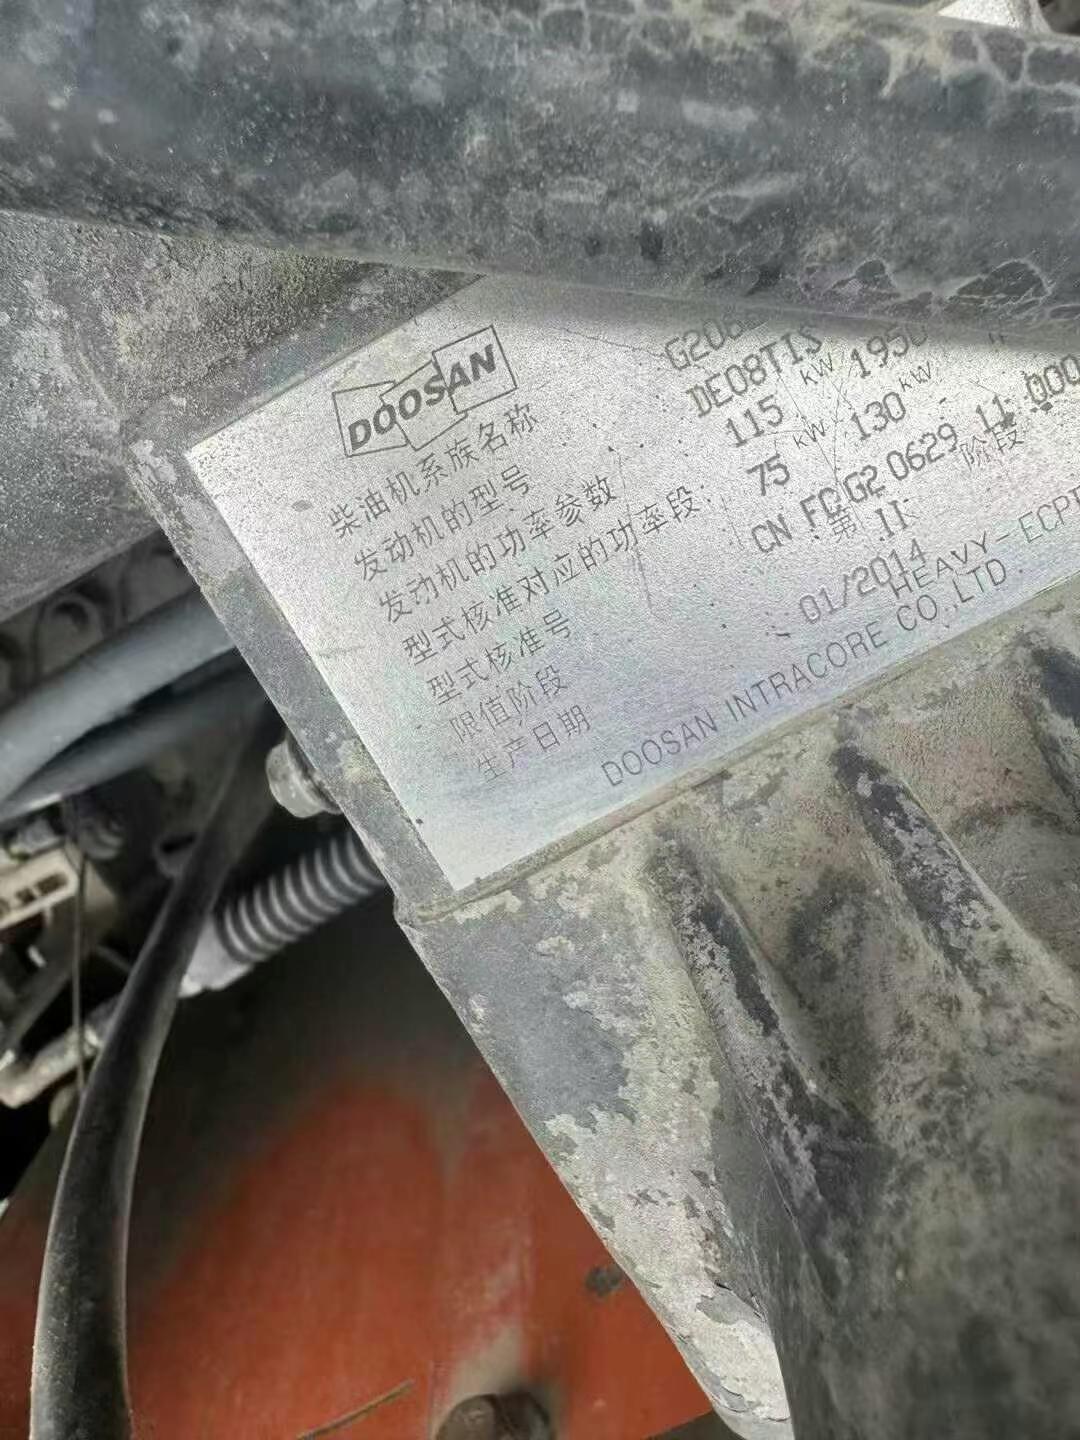 DOOSAN
柴油机系族名称 G206
发动机的型号 DE08TIS
发动机的功率参数 115 kW 1950
型式核准对应的功率段: 75 kW 130 kW
型式核准号 CN FC G2 0629 11 000
限值阶段 第 II 阶段
生产日期 01/2014
DOOSAN INTRACORE CO.,LTD.
HEAVY-ECPT